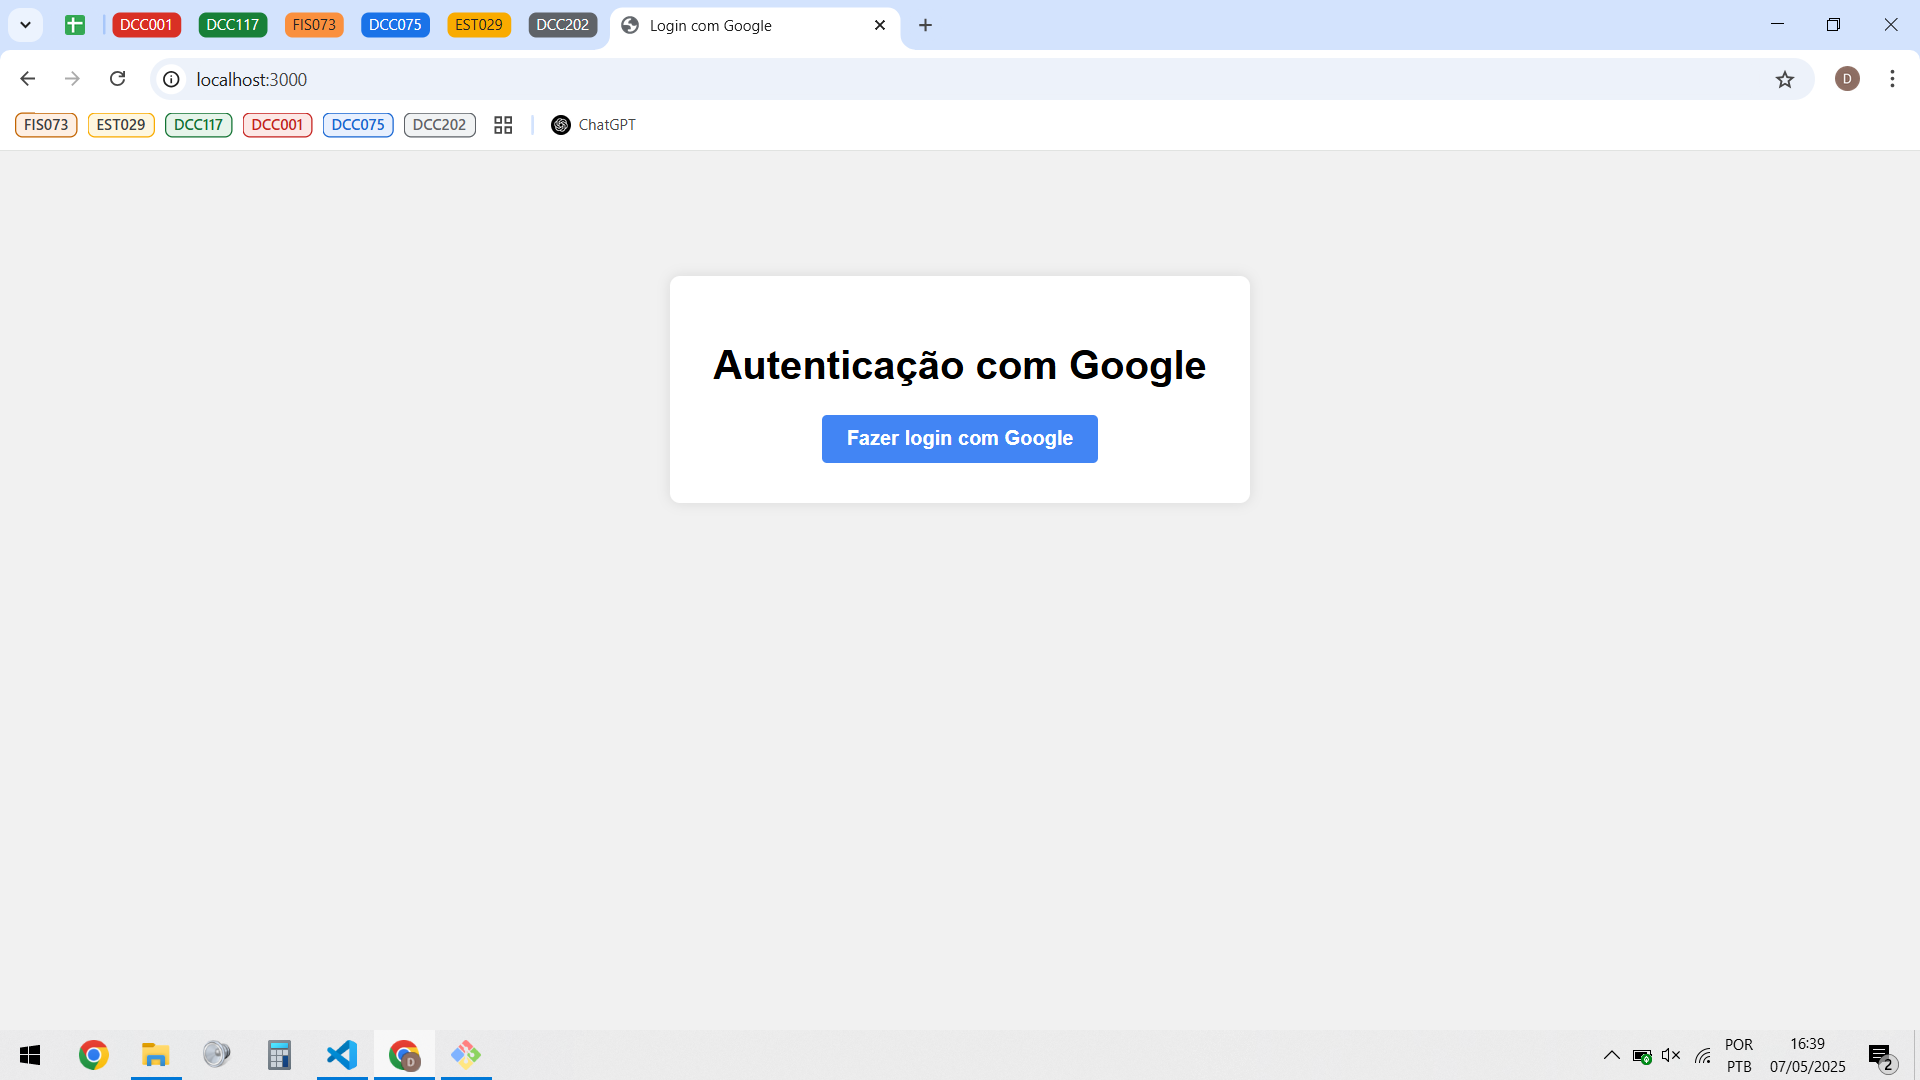 DCC001 DCC117 FIS073 DCC075 EST029 DCC202 Login com Google
localhost:3000 D
FIS073 EST029 DCC117 DCC001 DCC075 DCC202 ChatGPT
Autenticação com Google
Fazer login com Google
D
POR 16:39
PTB 07/05/2025 2